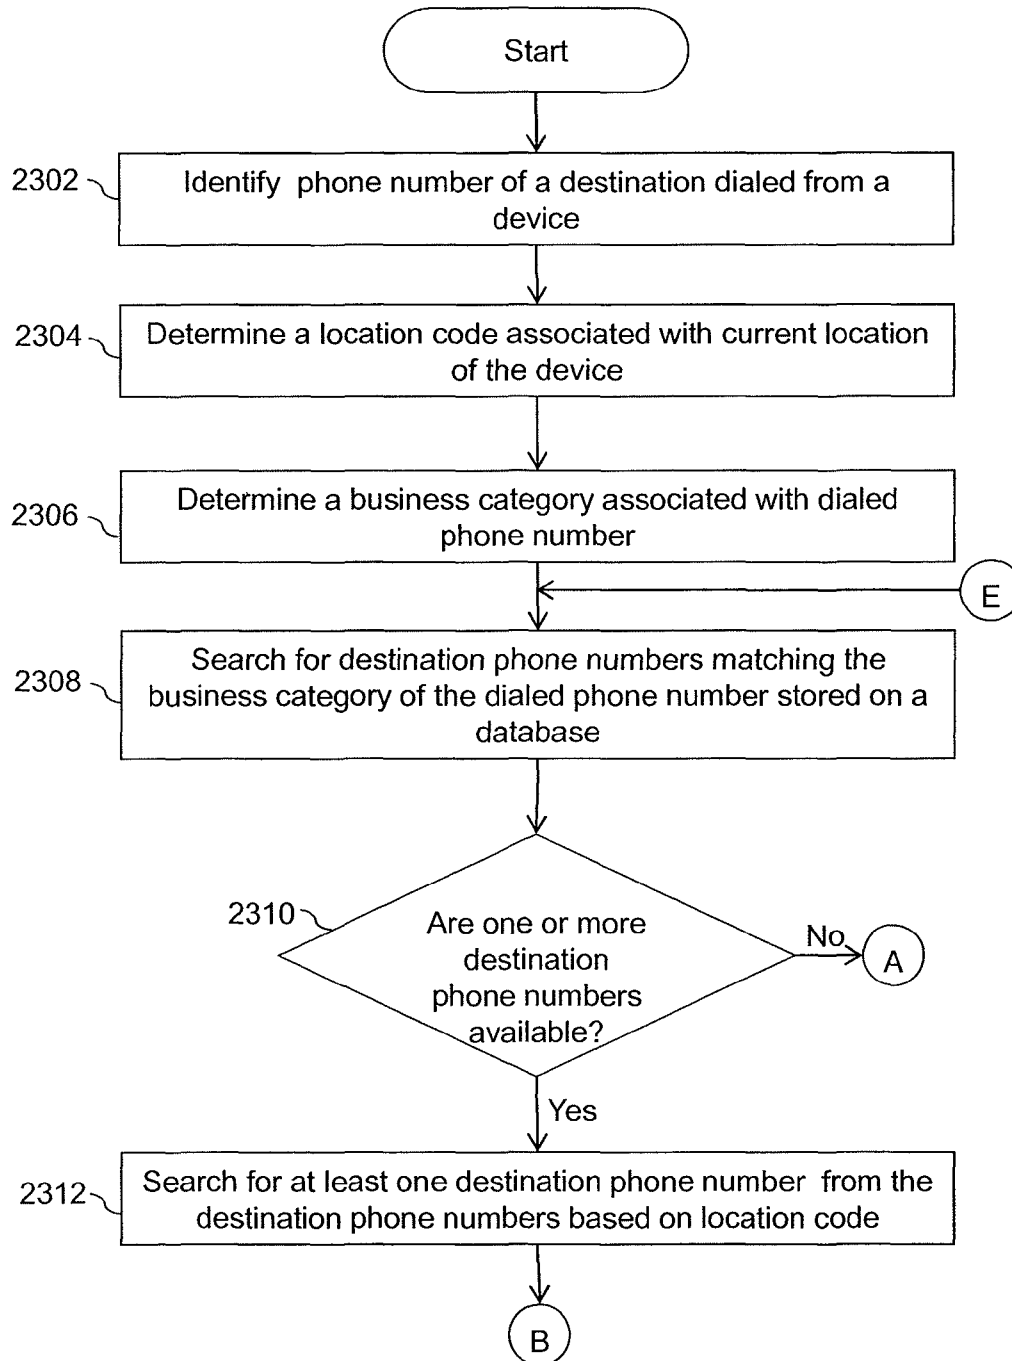 Start
2302
Identify phone number of a destination dialed from a
device
2304
Determine a location code associated with current location
of the device
2306
Determine a business category associated with dialed
phone number
E
2308
Search for destination phone numbers matching the
business category of the dialed phone number stored on a
database
2310
Are one or more
destination
phone numbers
available?
No
A
Yes
2312
Search for at least one destination phone number from the
destination phone numbers based on location code
B